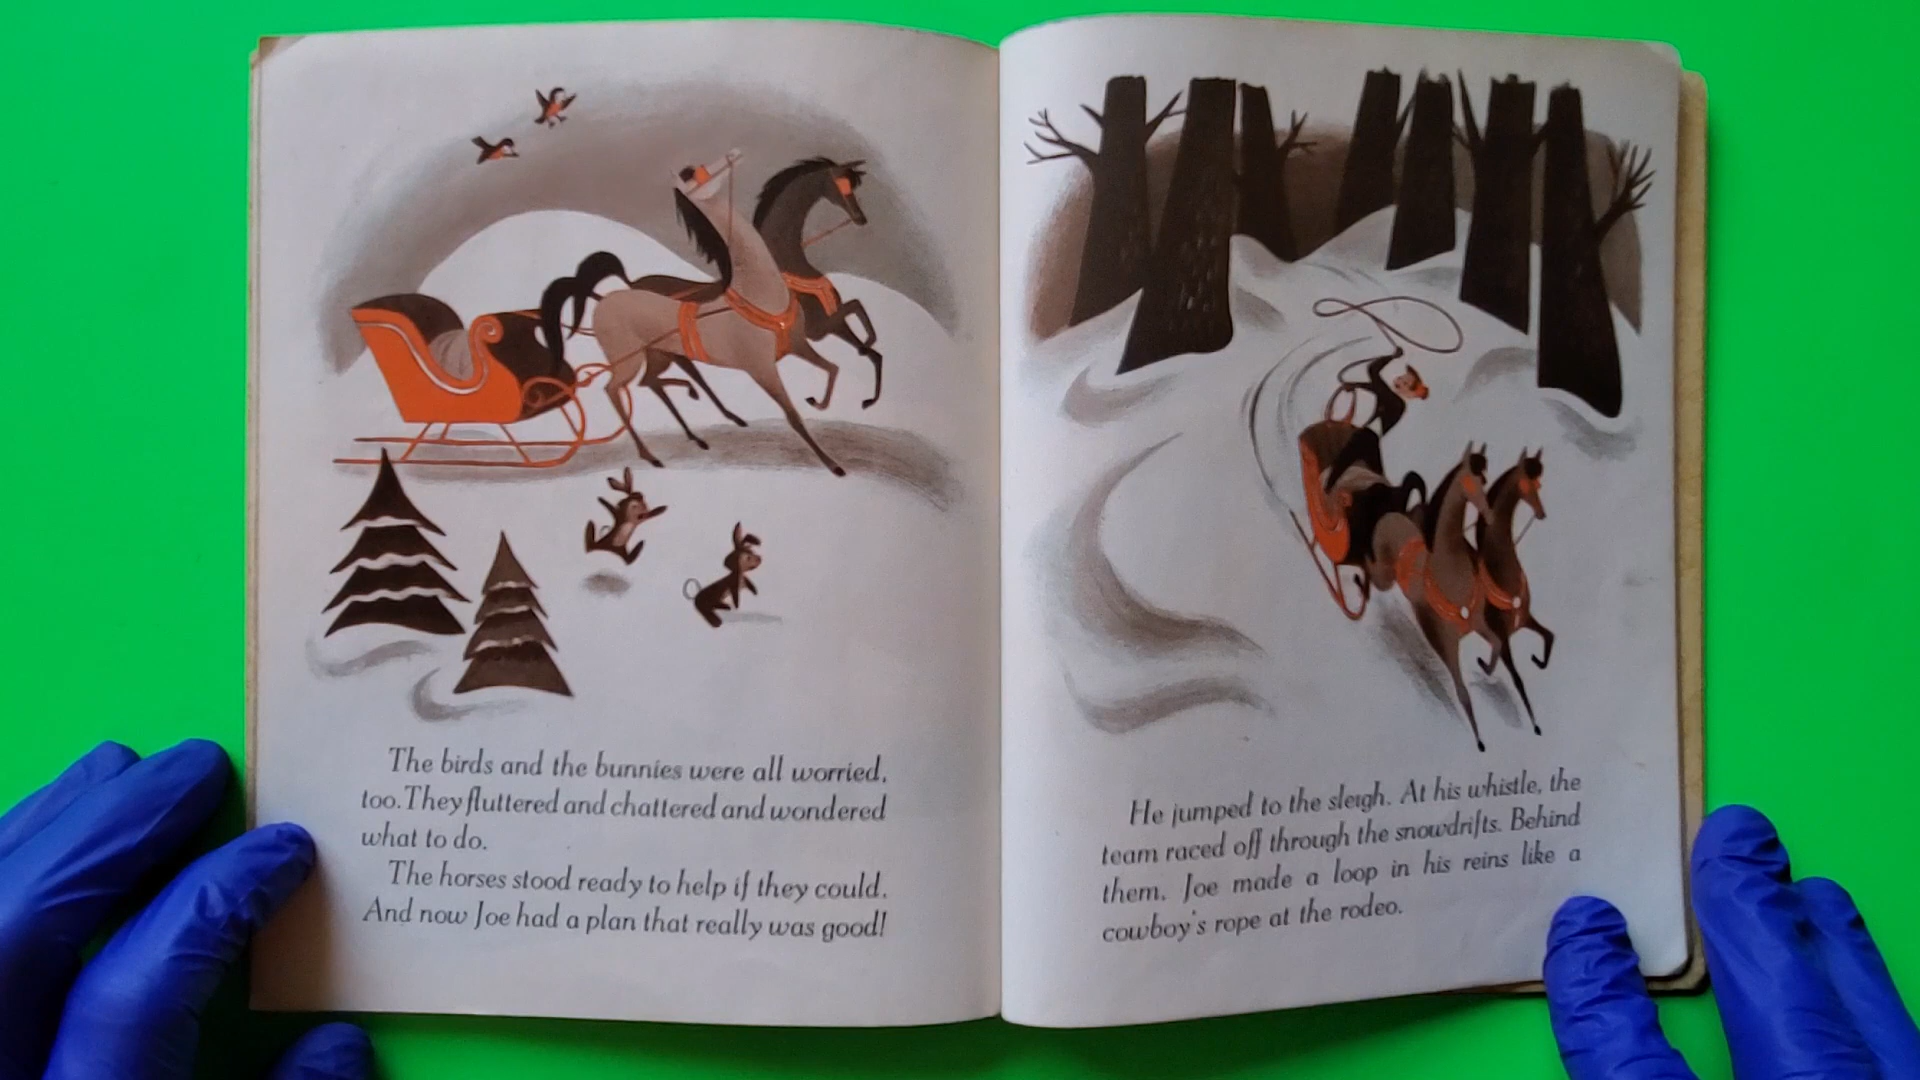 The birds and the bunnies were all worried,
too. They fluttered and chattered and wondered
what to do.
The horses stood ready to help if they could.
And now Joe had a plan that really was good!
He jumped to the sleigh. At his whistle, the
team raced off through the snowdrifts. Behind
them, Joe made a loop in his reins like a
cowboy's rope at the rodeo.